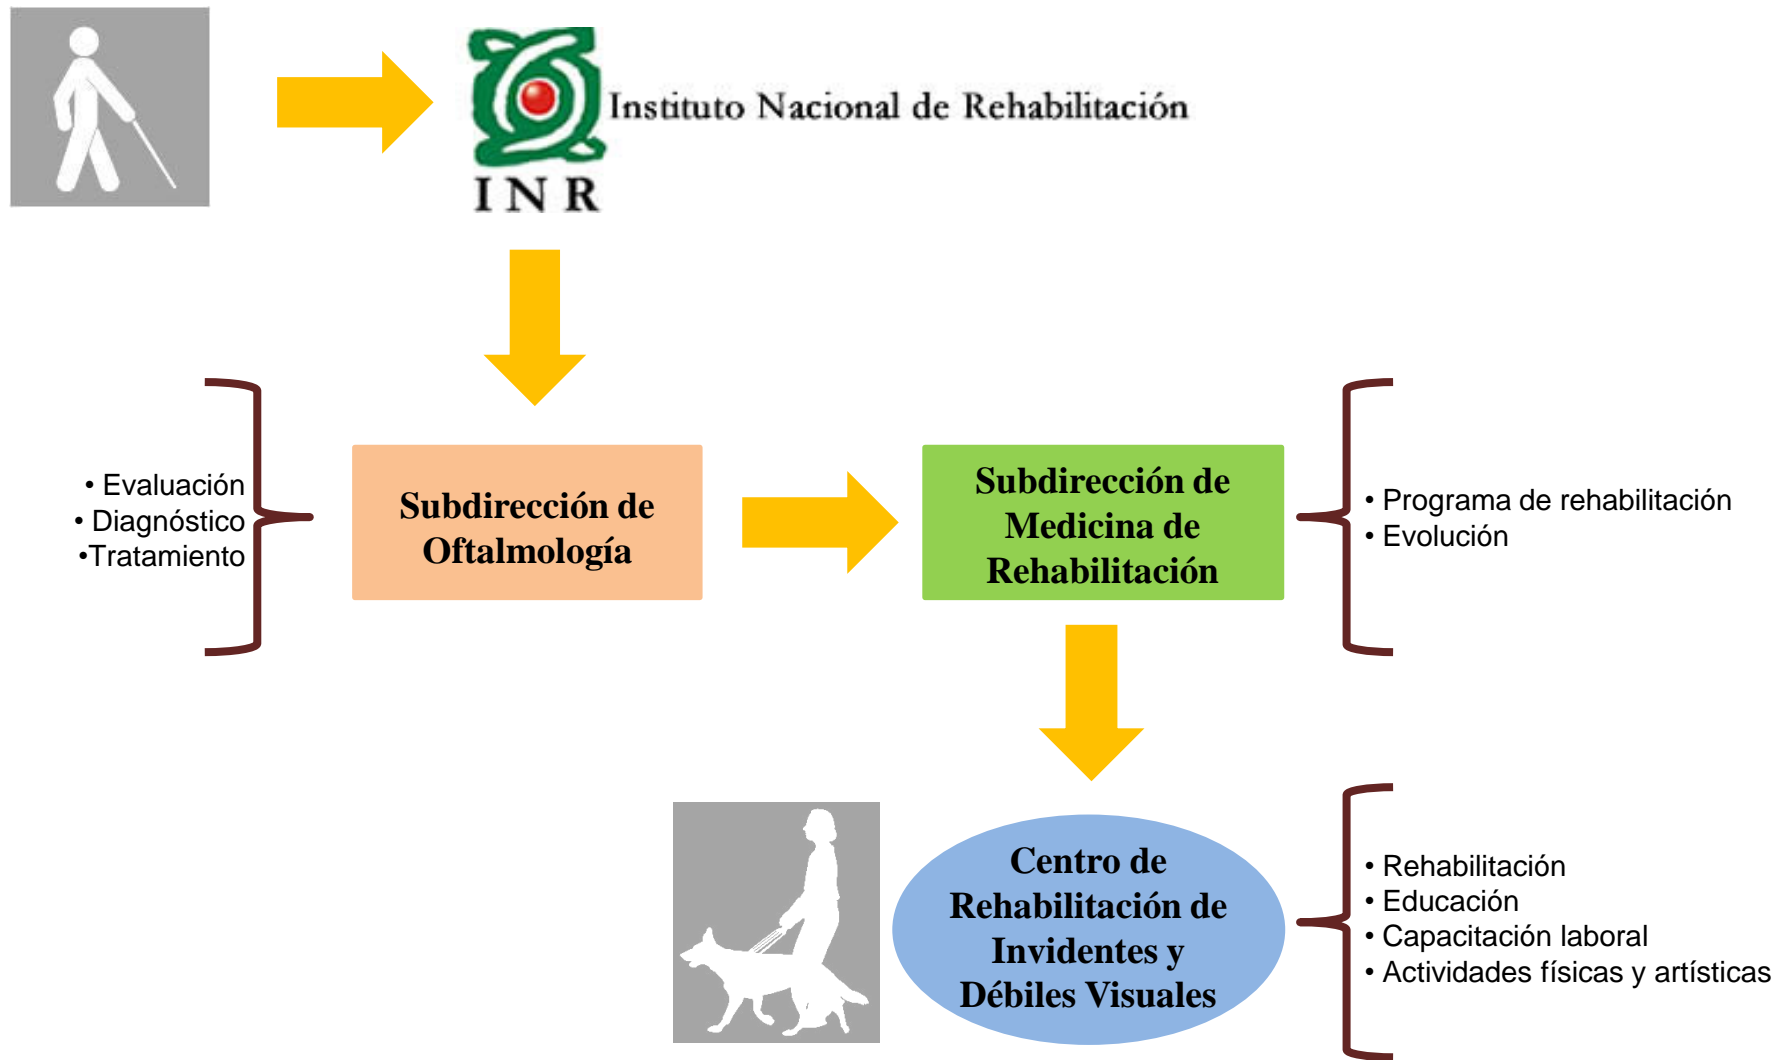 Instituto Nacional de Rehabilitación
INR
• Evaluación
• Diagnóstico
•Tratamiento
Subdirección de
Oftalmología
Subdirección de
Medicina de
Rehabilitación
• Programa de rehabilitación
• Evolución
Centro de
Rehabilitación de
Invidentes y
Débiles Visuales
• Rehabilitación
• Educación
• Capacitación laboral
• Actividades físicas y artísticas